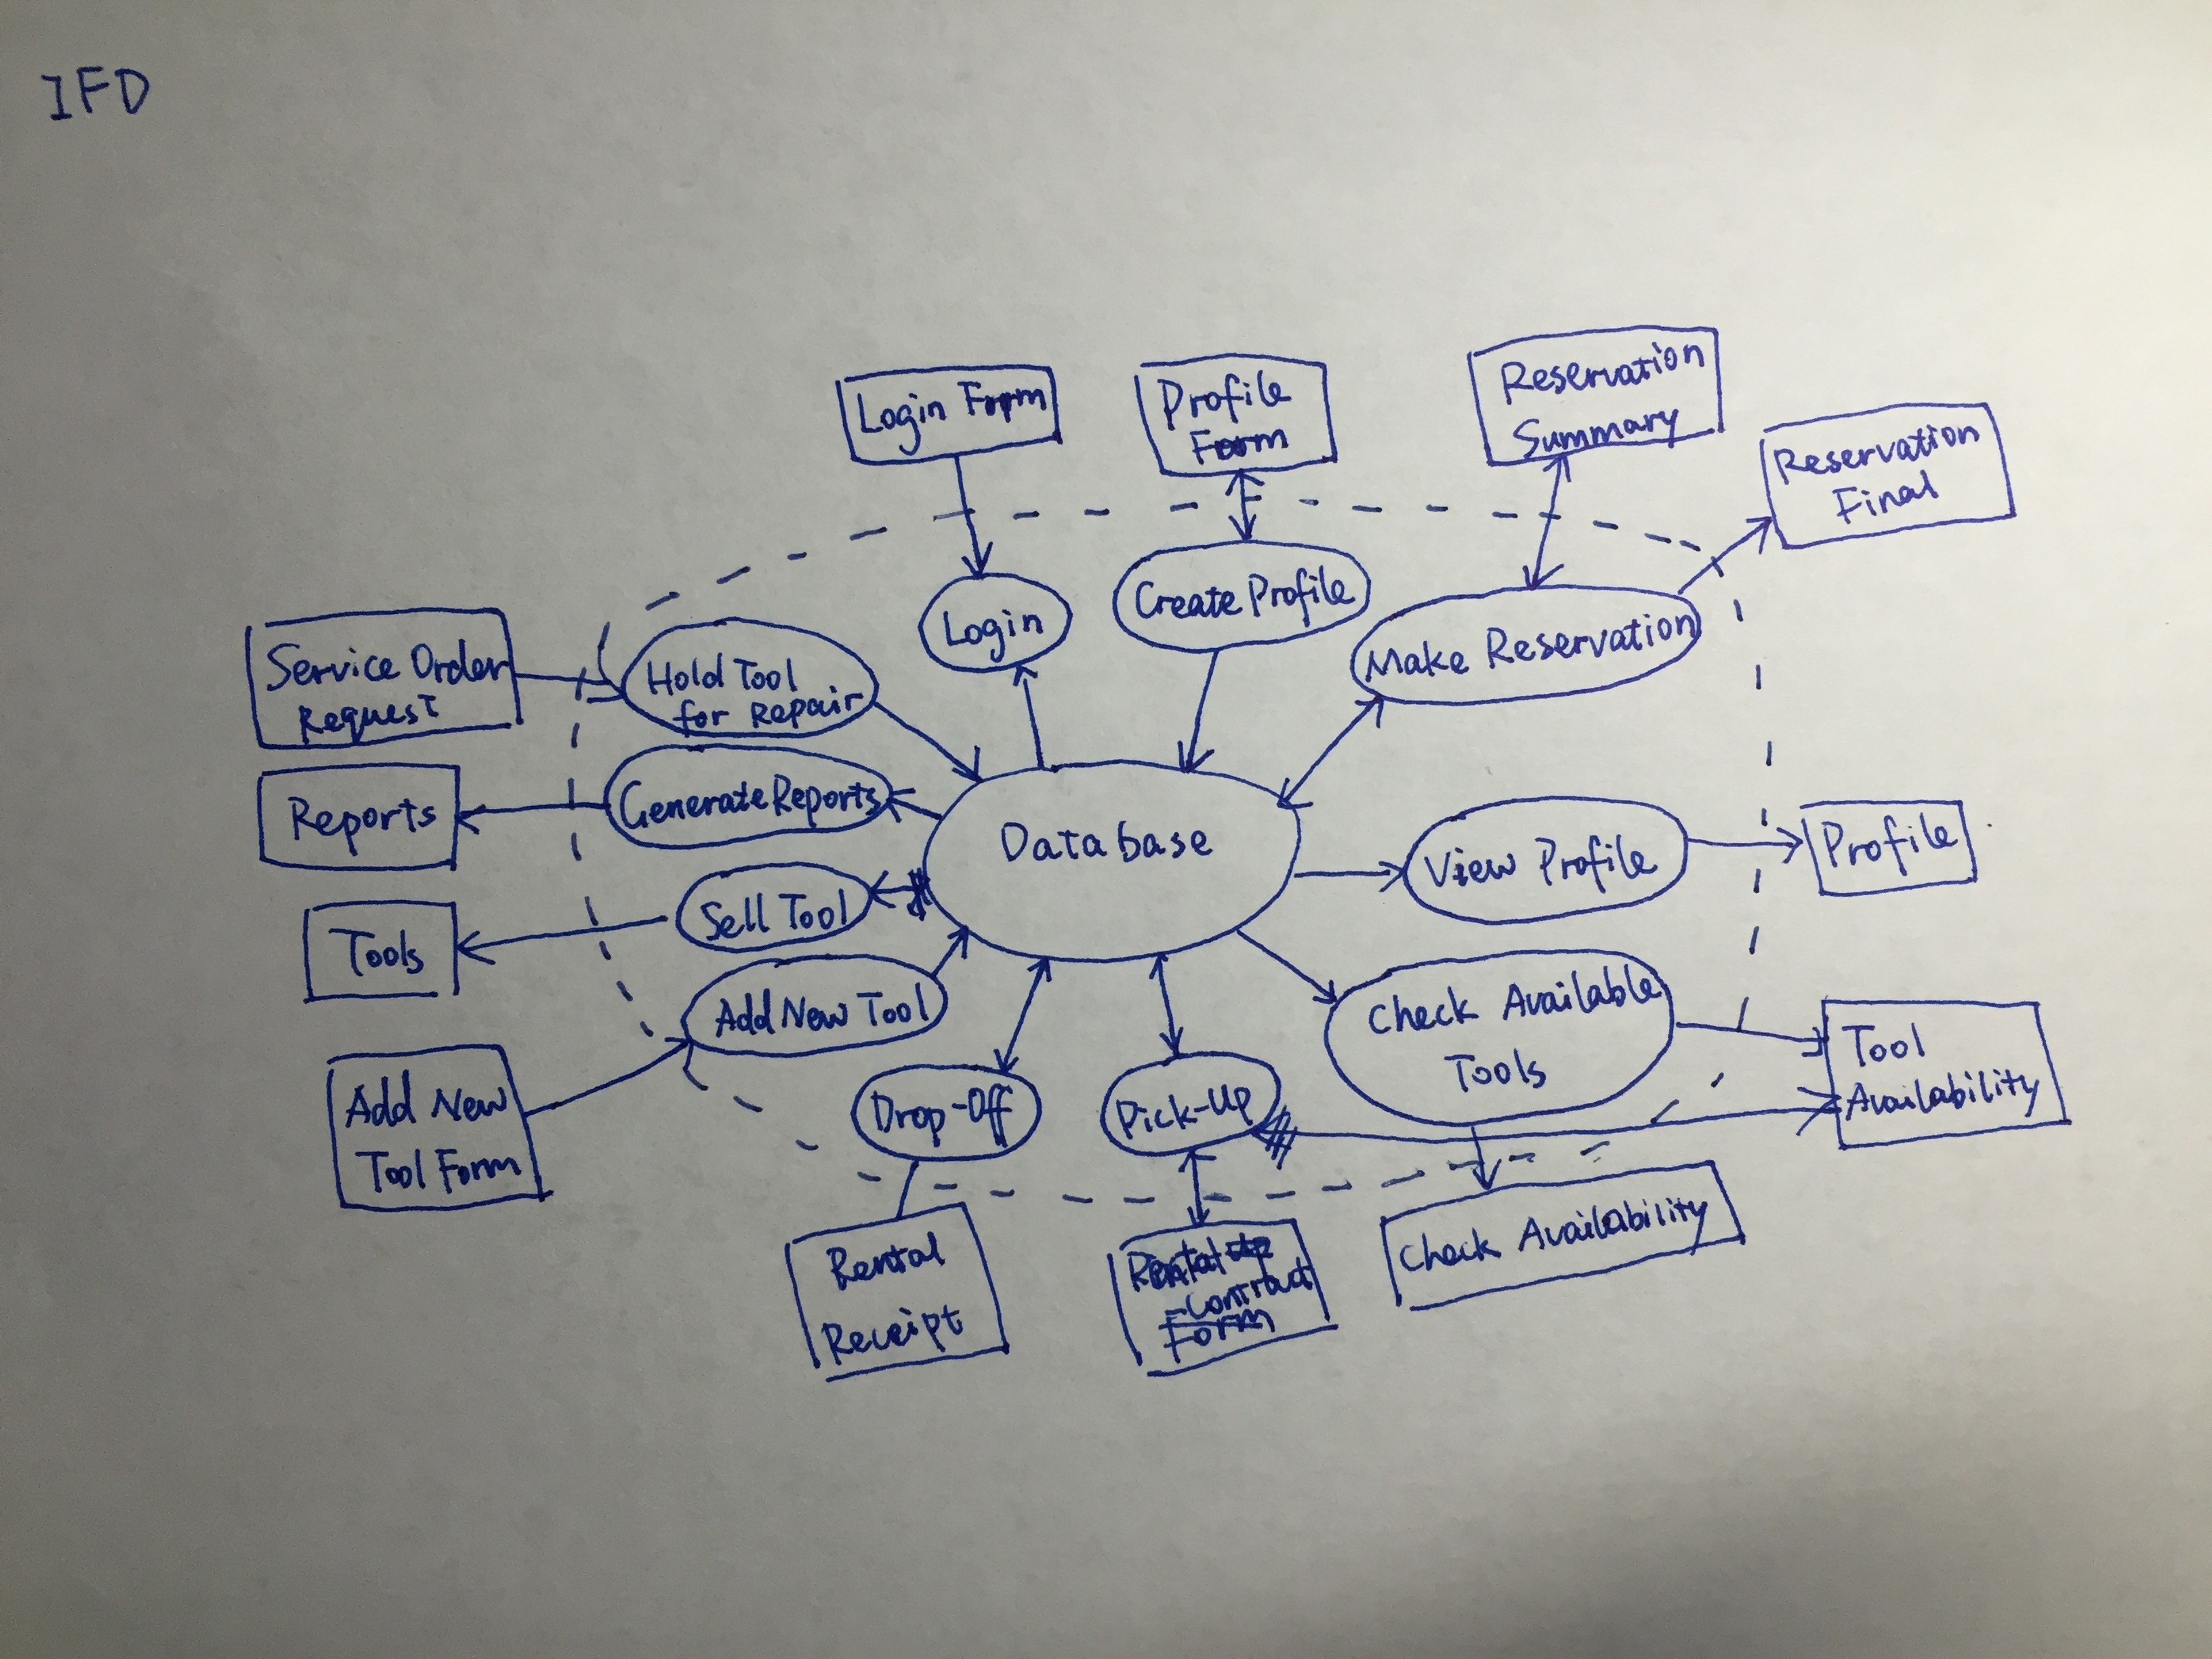 IFD
Login Form
Profile
Form
Reservation
Summary
Reservation
Final
Service Order
Request
Hold Tool
for Repair
Login
Create Profile
Make Reservation
Reports
Generate Reports
Database
View Profile
Profile
Tools
Sell Tool
Add New Tool
Check Available
Tools
Tool
Availability
Add New
Tool Form
Drop-Off
Pick-Up
Rental
Receipt
Rental
Contract
Form
Check Availability